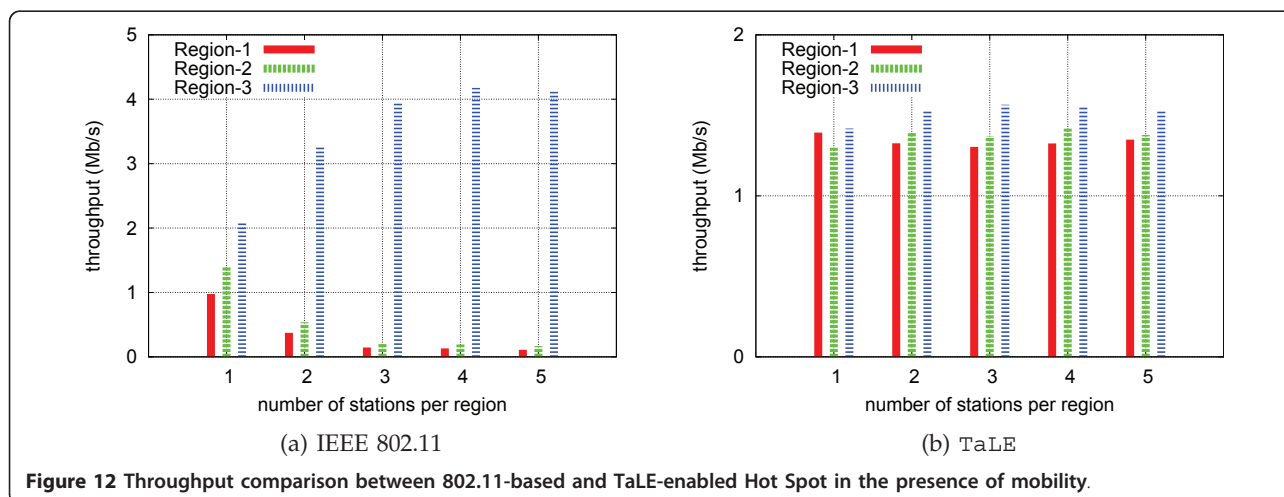 5
4
3
2
1
0
throughput (Mb/s)
Region-1
Region-2
Region-3
1 2 3 4 5
number of stations per region
(a) IEEE 802.11
2
1
0
throughput (Mb/s)
Region-1
Region-2
Region-3
1 2 3 4 5
number of stations per region
(b) TaLE
Figure 12 Throughput comparison between 802.11-based and TaLE-enabled Hot Spot in the presence of mobility.